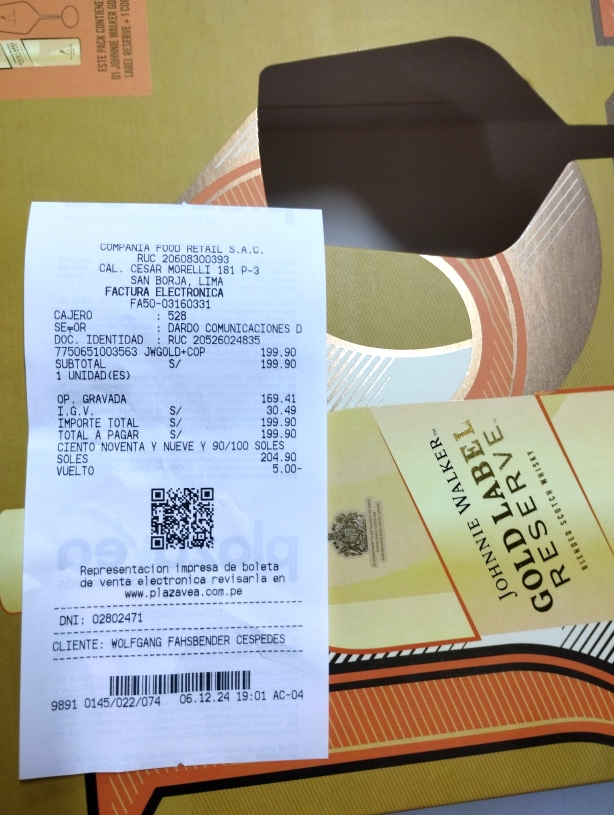 ESTE PACK CONTIENE
01 JOHNNIE WALKER GO
LABEL RESERVE + 1 CO
COMPANIA FOOD RETAIL S.A.C.
RUC 20608300393
CAL. CESAR MORELLI 181 P-3
SAN BORJA, LIMA
FACTURA ELECTRONICA
FA50-03160331
CAJERO : 528
SE╤OR : DARDO COMUNICACIONES D
DOC. IDENTIDAD : RUC 20526024835
7750651003563 JWGOLD+COP 199.90
SUBTOTAL S/ 199.90
1 UNIDAD(ES)
OP. GRAVADA 169.41
I.G.V. S/ 30.49
IMPORTE TOTAL S/ 199.90
TOTAL A PAGAR S/ 199.90
CIENTO NOVENTA Y NUEVE Y 90/100 SOLES
SOLES 204.90
VUELTO 5.00-
Representacion impresa de boleta
de venta electronica revisarla en
www.plazavea.com.pe
DNI: 02802471
CLIENTE: WOLFGANG FAHSBENDER CESPEDES
9891 0145/022/074 06.12.24 19:01 AC-04
JOHNNIE WALKER™
GOLD LABEL
RESERVE™
BLENDED SCOTCH WHISKY